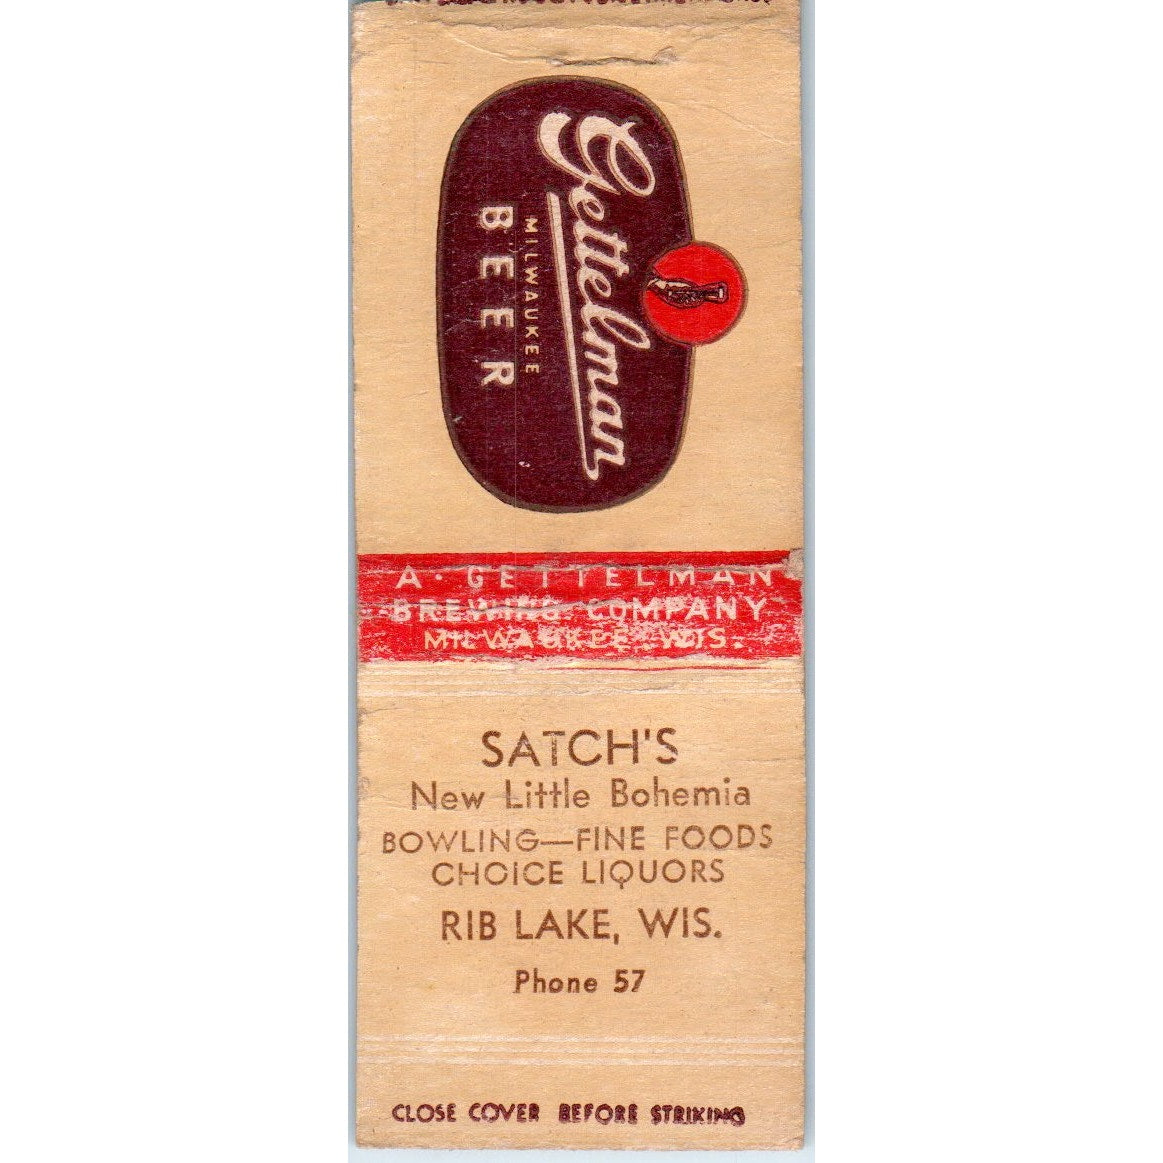 Gettelman
MILWAUKEE
BEER
A. GETTELMAN
BREWING COMPANY
MILWAUKEE, WIS.
SATCH'S
New Little Bohemia
BOWLING—FINE FOODS
CHOICE LIQUORS
RIB LAKE, WIS.
Phone 57
CLOSE COVER BEFORE STRIKING